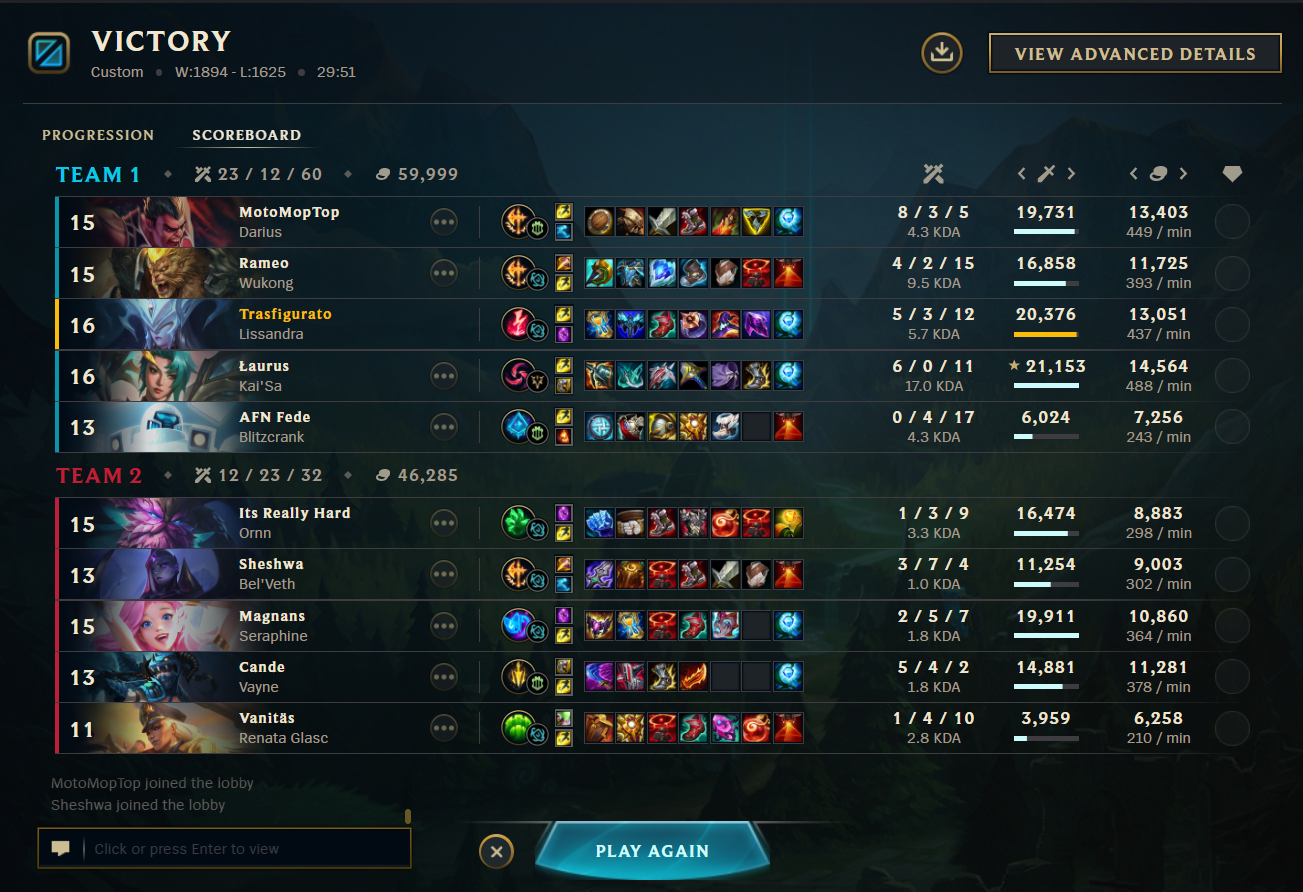 VICTORY
Custom • W:1894 - L:1625 • 29:51
VIEW ADVANCED DETAILS
PROGRESSION SCOREBOARD
TEAM 1 • 23 / 12 / 60 • 59,999
15 MotoMopTop 8 / 3 / 5 19,731 13,403
Darius 4.3 KDA 449 / min
15 Rameo 4 / 2 / 15 16,858 11,725
Wukong 9.5 KDA 393 / min
16 Trasfigurato 5 / 3 / 12 20,376 13,051
Lissandra 5.7 KDA 437 / min
16 Łaurus 6 / 0 / 11 ★ 21,153 14,564
Kai'Sa 17.0 KDA 488 / min
13 AFN Fede 0 / 4 / 17 6,024 7,256
Blitzcrank 4.3 KDA 243 / min
TEAM 2 • 12 / 23 / 32 • 46,285
15 Its Really Hard 1 / 3 / 9 16,474 8,883
Ornn 3.3 KDA 298 / min
13 Sheshwa 3 / 7 / 4 11,254 9,003
Bel'Veth 1.0 KDA 302 / min
15 Magnans 2 / 5 / 7 19,911 10,860
Seraphine 1.8 KDA 364 / min
13 Cande 5 / 4 / 2 14,881 11,281
Vayne 1.8 KDA 378 / min
11 Vanitäs 1 / 4 / 10 3,959 6,258
Renata Glasc 2.8 KDA 210 / min
MotoMopTop joined the lobby
Sheshwa joined the lobby
Click or press Enter to view
PLAY AGAIN